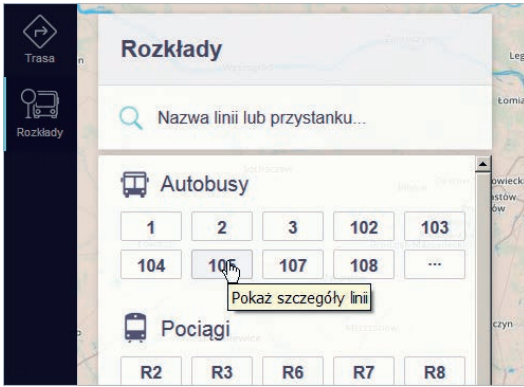 Trasa
Rozkłady
Rozkłady
Nazwa linii lub przystanku...
Autobusy
1 2 3 102 103
104 105 107 108 ...
Pokaż szczegóły linii
Pociągi
R2 R3 R6 R7 R8